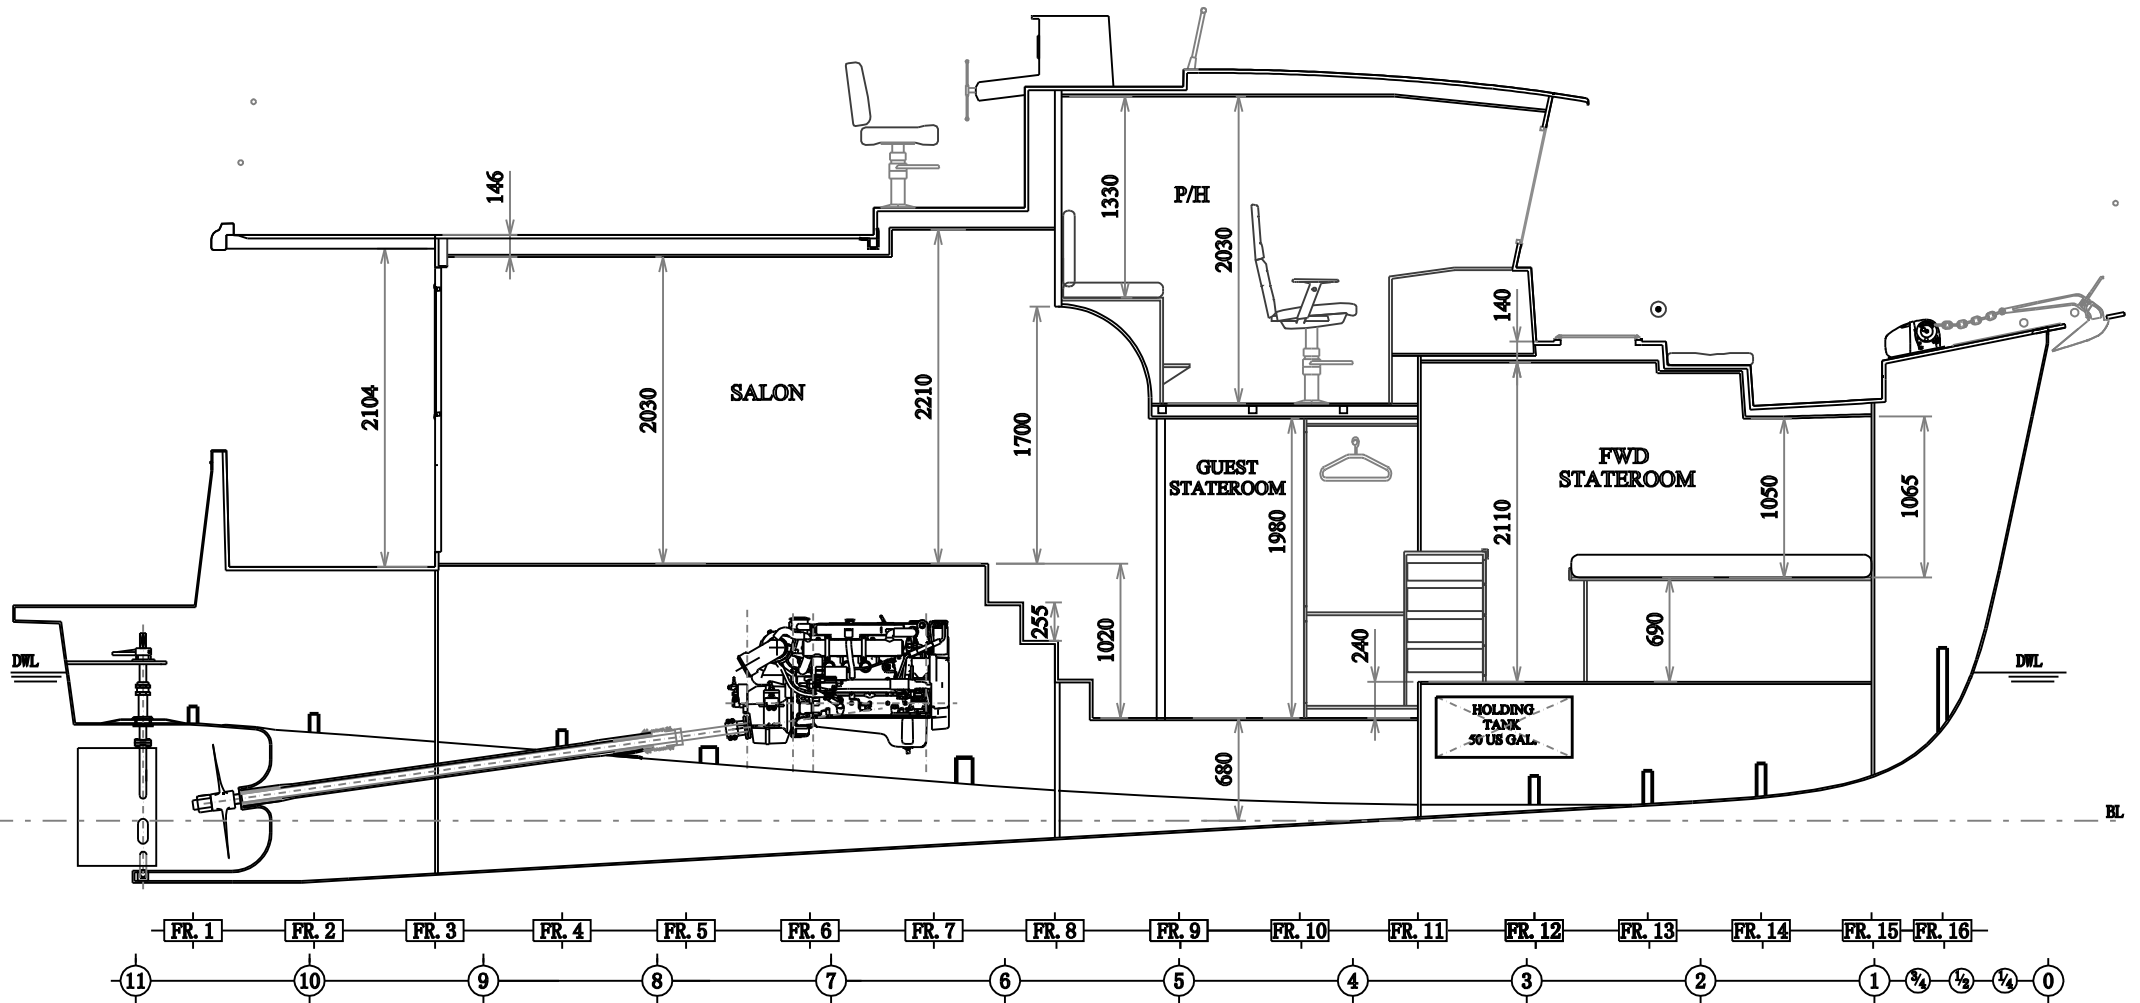 146
1330
P/H
2030
140
2104
2030
SALON
2210
1700
GUEST
STATEROOM
1980
FWD
STATEROOM
2110
1050
1065
255
1020
240
690
DWL
DWL
HOLDING
TANK
50 US GAL.
680
BL
FR. 1 FR. 2 FR. 3 FR. 4 FR. 5 FR. 6 FR. 7 FR. 8 FR. 9 FR. 10 FR. 11 FR. 12 FR. 13 FR. 14 FR. 15 FR. 16
11 10 9 8 7 6 5 4 3 2 1 ¾ ½ ¼ 0